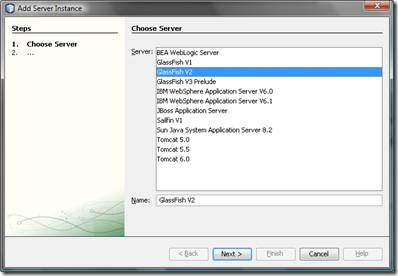 Add Server Instance
Steps
1. Choose Server
2. ...
Choose Server
Server:
BEA WebLogic Server
GlassFish V1
GlassFish V2
GlassFish V3 Prelude
IBM WebSphere Application Server V6.0
IBM WebSphere Application Server V6.1
JBoss Application Server
Sailfin V1
Sun Java System Application Server 8.2
Tomcat 5.0
Tomcat 5.5
Tomcat 6.0
Name: GlassFish V2
< Back Next > Finish Cancel Help